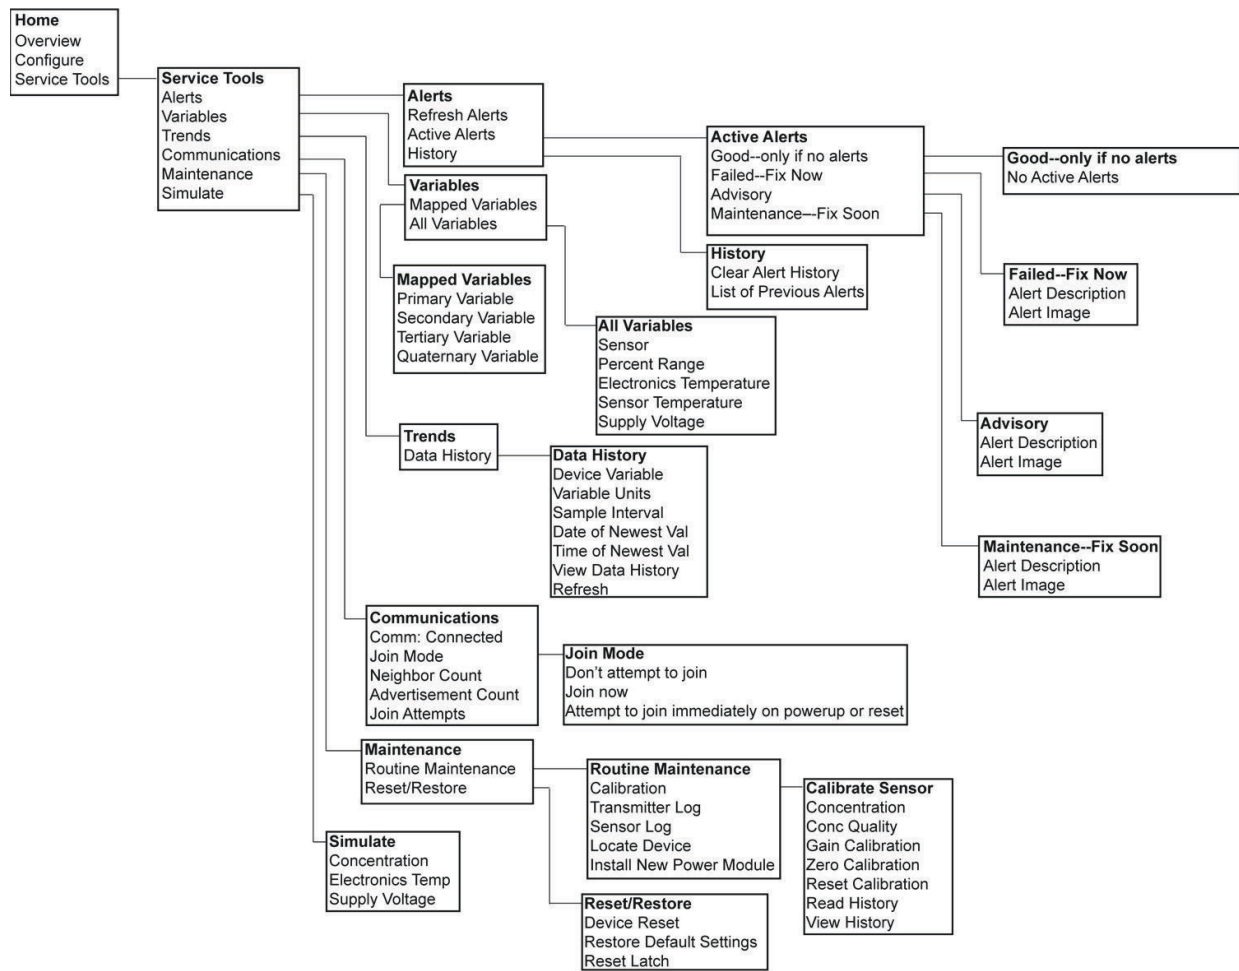 Home
Overview
Configure
Service Tools
Service Tools
Alerts
Variables
Trends
Communications
Maintenance
Simulate
Alerts
Refresh Alerts
Active Alerts
History
Active Alerts
Good--only if no alerts
Failed--Fix Now
Advisory
Maintenance—-Fix Soon
Good--only if no alerts
No Active Alerts
Variables
Mapped Variables
All Variables
History
Clear Alert History
List of Previous Alerts
Failed--Fix Now
Alert Description
Alert Image
Mapped Variables
Primary Variable
Secondary Variable
Tertiary Variable
Quaternary Variable
All Variables
Sensor
Percent Range
Electronics Temperature
Sensor Temperature
Supply Voltage
Advisory
Alert Description
Alert Image
Trends
Data History
Data History
Device Variable
Variable Units
Sample Interval
Date of Newest Val
Time of Newest Val
View Data History
Refresh
Maintenance--Fix Soon
Alert Description
Alert Image
Communications
Comm: Connected
Join Mode
Neighbor Count
Advertisement Count
Join Attempts
Join Mode
Don’t attempt to join
Join now
Attempt to join immediately on powerup or reset
Maintenance
Routine Maintenance
Reset/Restore
Routine Maintenance
Calibration
Transmitter Log
Sensor Log
Locate Device
Install New Power Module
Calibrate Sensor
Concentration
Conc Quality
Gain Calibration
Zero Calibration
Reset Calibration
Read History
View History
Simulate
Concentration
Electronics Temp
Supply Voltage
Reset/Restore
Device Reset
Restore Default Settings
Reset Latch